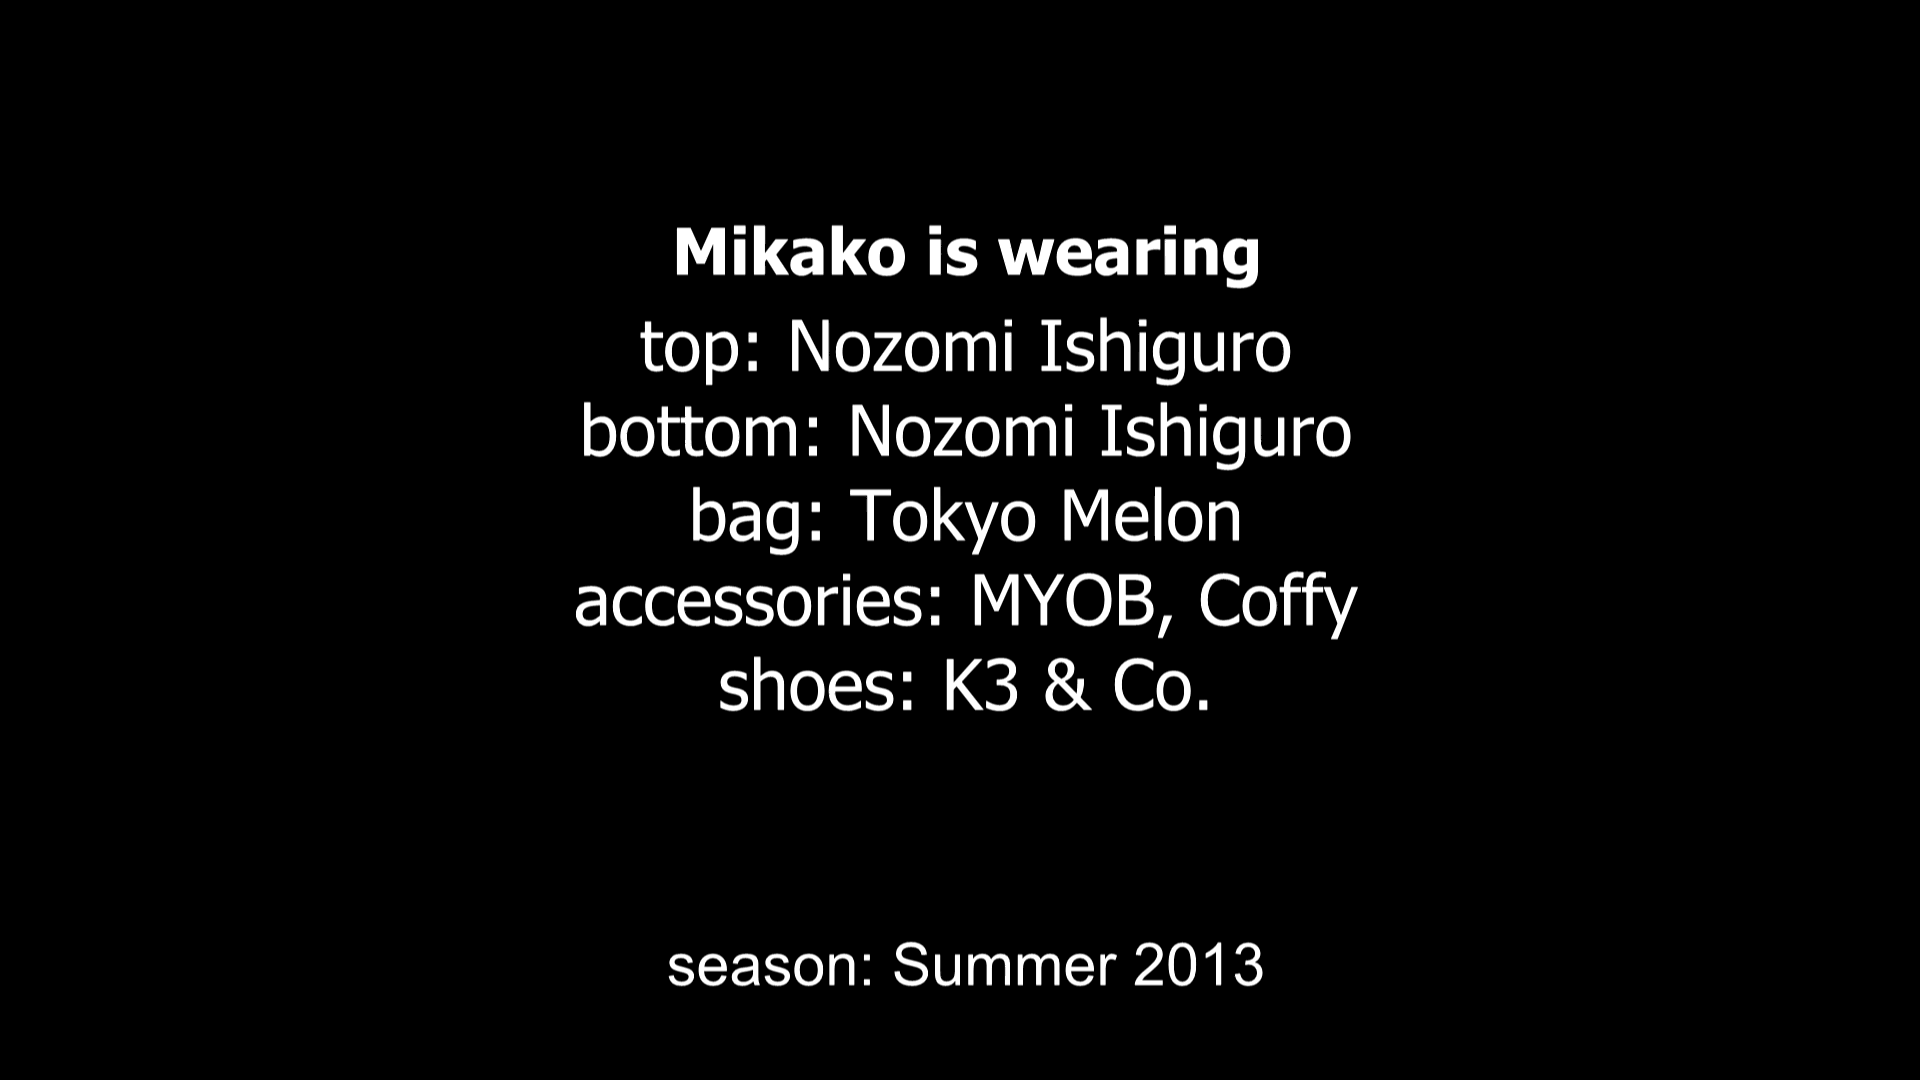 Mikako is wearing
top: Nozomi Ishiguro
bottom: Nozomi Ishiguro
bag: Tokyo Melon
accessories: MYOB, Coffy
shoes: K3 & Co.
season: Summer 2013